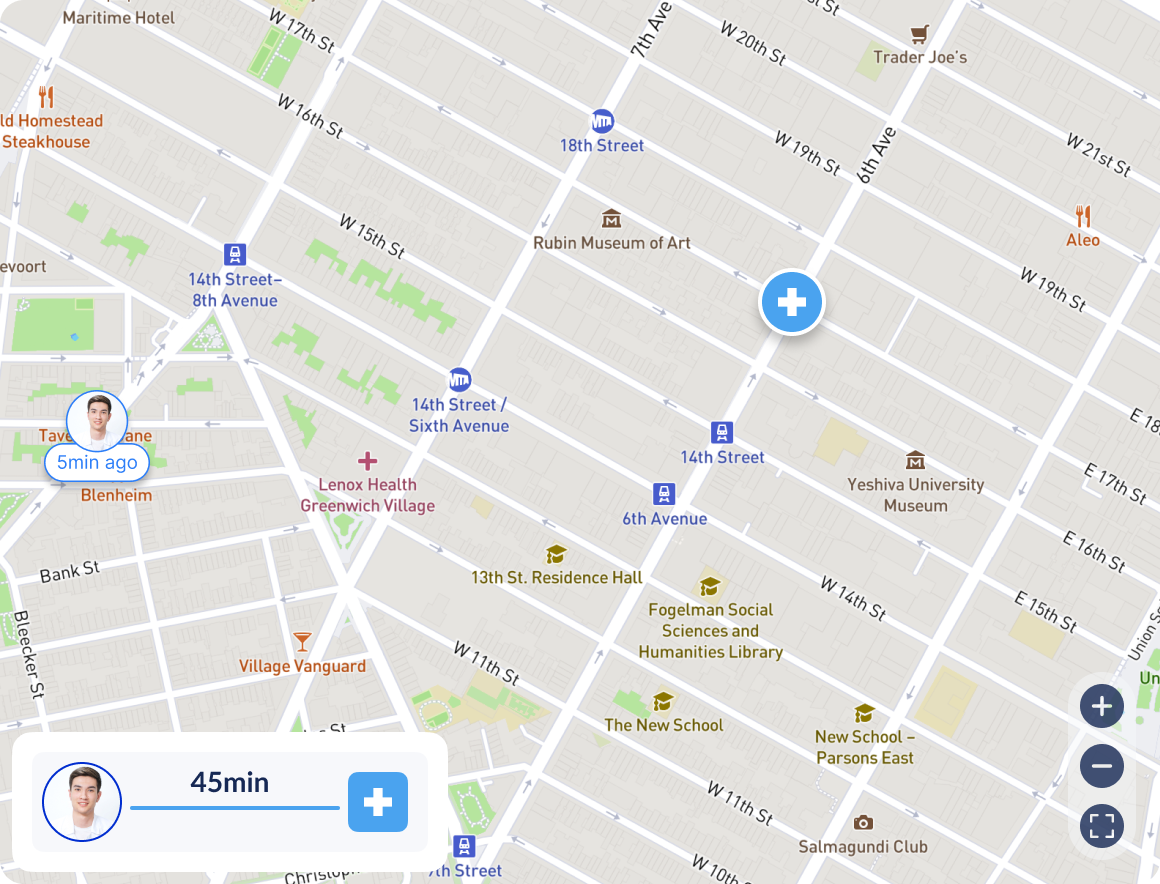 Maritime Hotel
W 17th St
7th Ave
W 20th St
Trader Joe's
ld Homestead
Steakhouse
W 16th St
18th Street
W 19th St
6th Ave
W 21st St
W 15th St
Rubin Museum of Art
Aleo
evoort
14th Street–
8th Avenue
W 19th St
14th Street /
Sixth Avenue
E 18
14th Street
5min ago
Blenheim
Lenox Health
Greenwich Village
Yeshiva University
Museum
E 17th St
6th Avenue
E 16th St
Bank St
13th St. Residence Hall
Fogelman Social
Sciences and
Humanities Library
W 14th St
E 15th St
Bleecker St
Village Vanguard
W 11th St
Union S
Un
The New School
New School –
Parsons East
45min
W 11th St
Salmagundi Club
7th Street
Christop
W 10th St